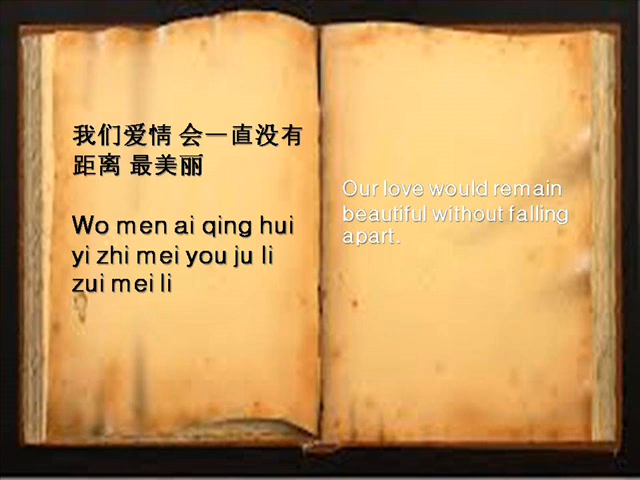 我们爱情 会一直没有
距离 最美丽
Wo men ai qing hui
yi zhi mei you ju li
zui mei li
Our love would remain
beautiful without falling
apart.